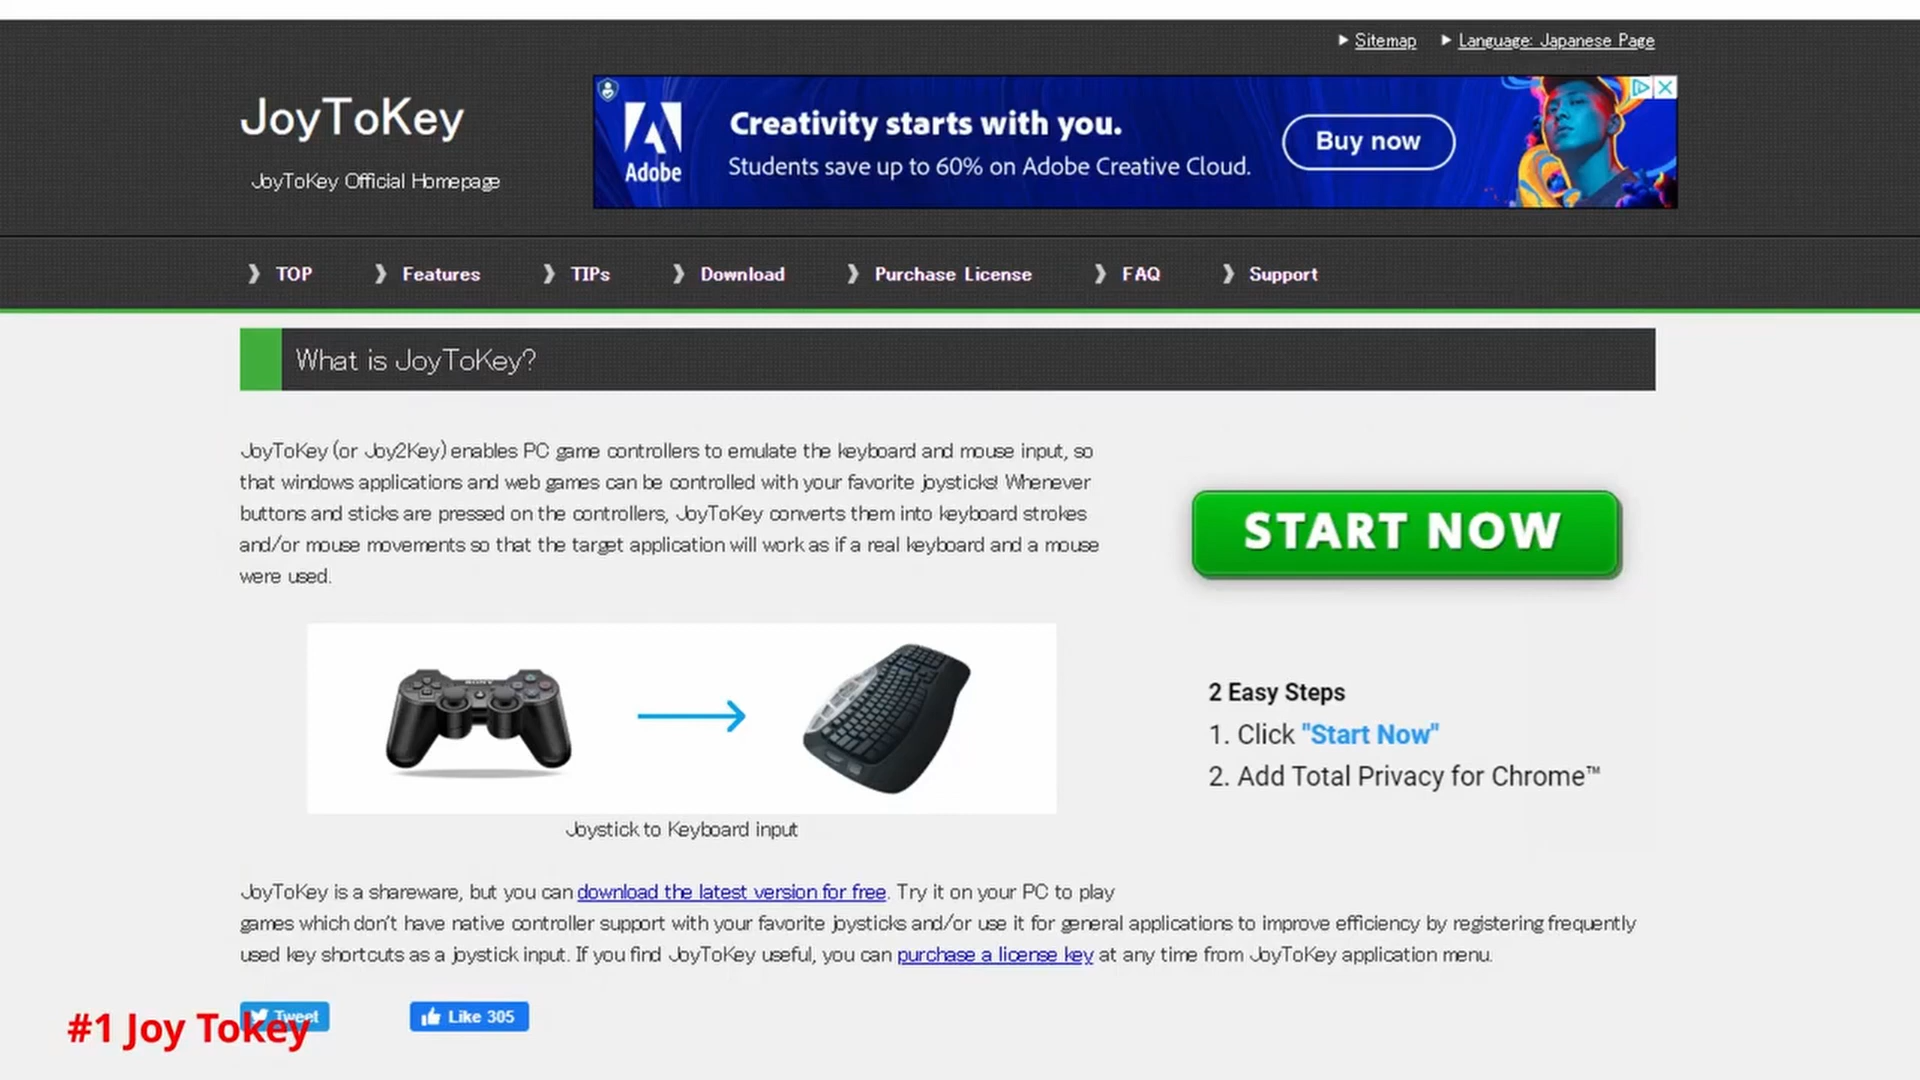 Sitemap Language: Japanese Page
JoyToKey
JoyToKey Official Homepage
Adobe
Creativity starts with you.
Students save up to 60% on Adobe Creative Cloud.
Buy now
TOP Features TIPs Download Purchase License FAQ Support
What is JoyToKey?
JoyToKey (or Joy2Key) enables PC game controllers to emulate the keyboard and mouse input, so
that windows applications and web games can be controlled with your favorite joysticks! Whenever
buttons and sticks are pressed on the controllers, JoyToKey converts them into keyboard strokes
and/or mouse movements so that the target application will work as if a real keyboard and a mouse
were used.
START NOW
2 Easy Steps
1. Click "Start Now"
2. Add Total Privacy for Chrome™
SONY
Joystick to Keyboard input
JoyToKey is a shareware, but you can download the latest version for free. Try it on your PC to play
games which don't have native controller support with your favorite joysticks and/or use it for general applications to improve efficiency by registering frequently
used key shortcuts as a joystick input. If you find JoyToKey useful, you can purchase a license key at any time from JoyToKey application menu.
Tweet Like 305
#1 Joy Tokey